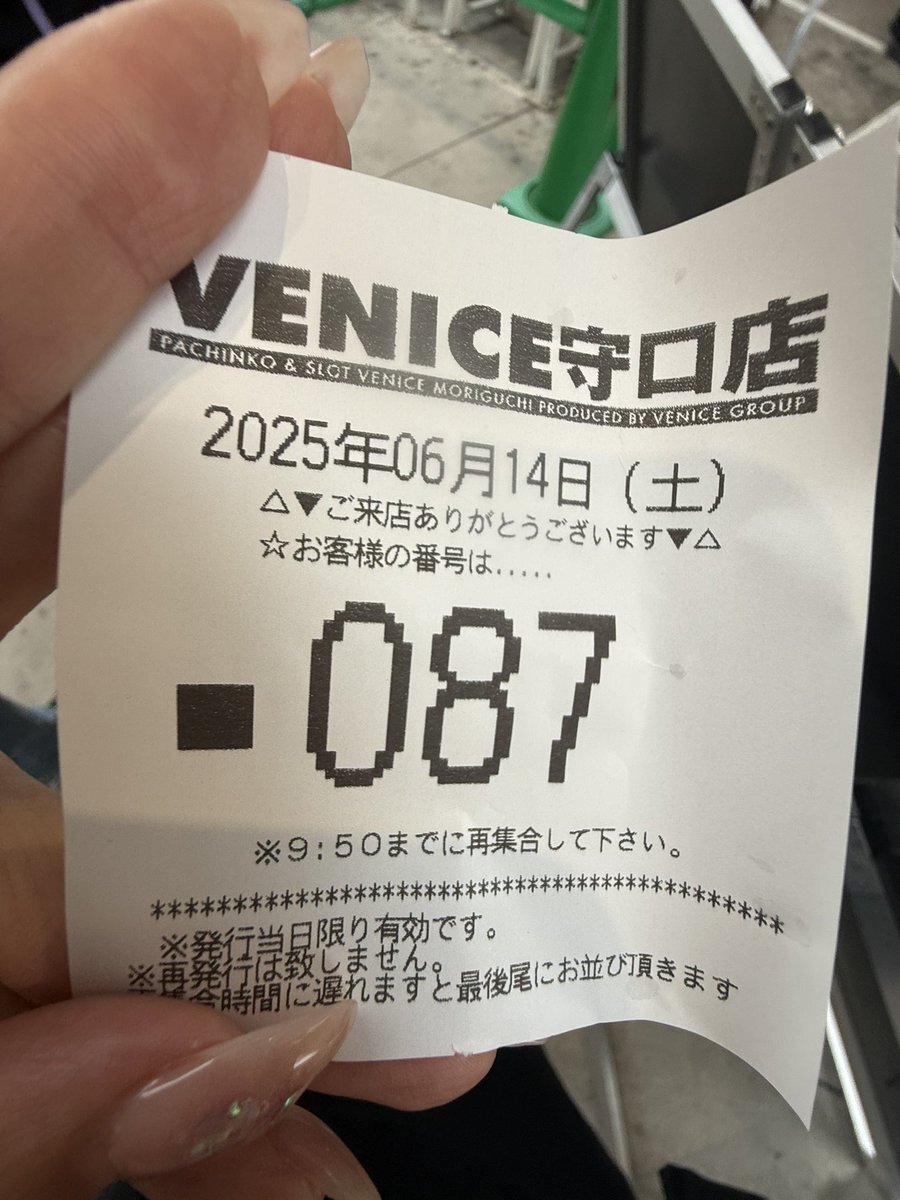 VENICE守口店
PACHINKO & SLOT VENICE MORIGUCHI PRODUCED BY VENICE GROUP
2025年06月14日（土）
△▼ご来店ありがとうございます▼△
☆お客様の番号は.....
■087
※9:50までに再集合して下さい。
******************************************
※発行当日限り有効です。
※再発行は致しません。
集合時間に遅れますと最後尾にお並び頂きます